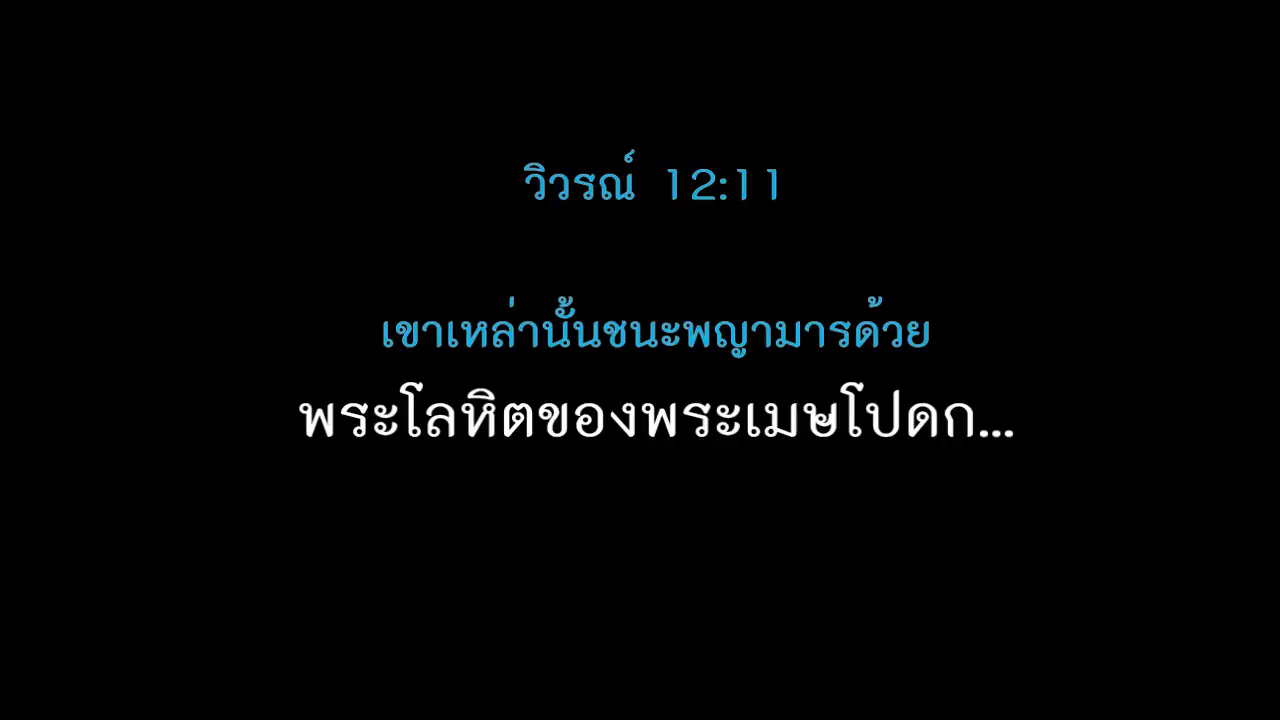 วิวรณ์ 12:11
เขาเหล่านั้นชนะพญามารด้วย
พระโลหิตของพระเมษโปดก...